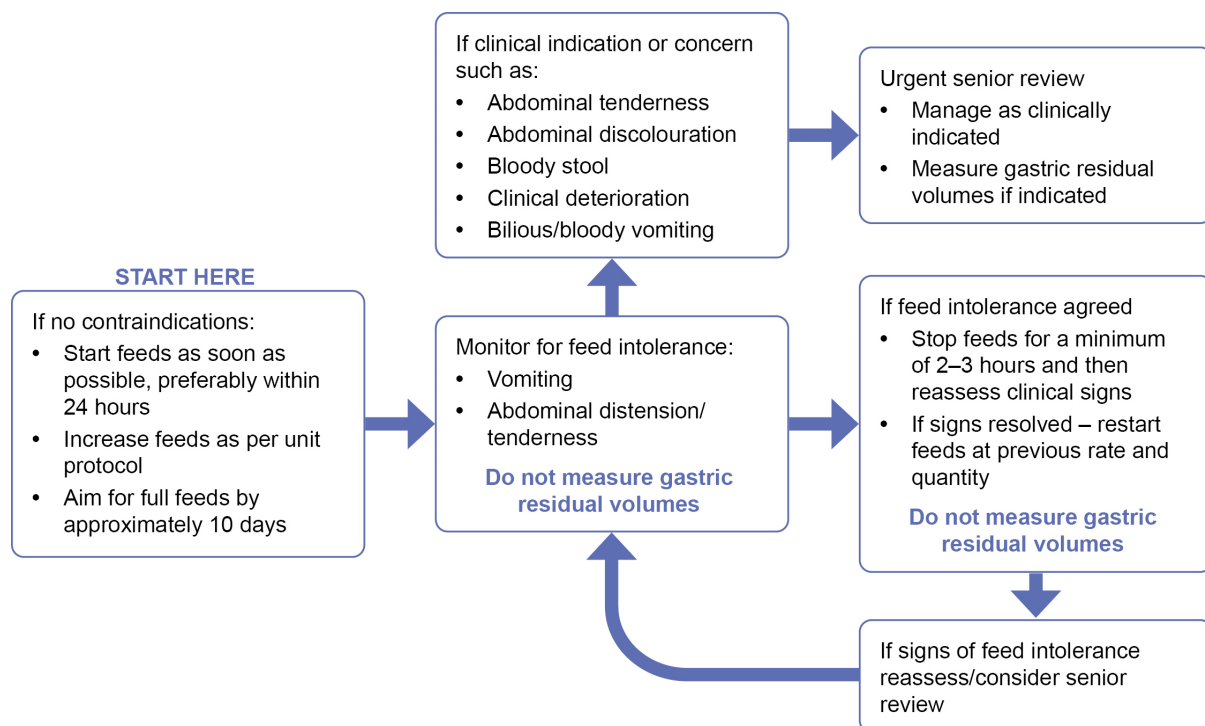 START HERE
If no contraindications:
• Start feeds as soon as
possible, preferably within
24 hours
• Increase feeds as per unit
protocol
• Aim for full feeds by
approximately 10 days
Monitor for feed intolerance:
• Vomiting
• Abdominal distension/
tenderness
Do not measure gastric
residual volumes
If clinical indication or concern
such as:
• Abdominal tenderness
• Abdominal discolouration
• Bloody stool
• Clinical deterioration
• Bilious/bloody vomiting
Urgent senior review
• Manage as clinically
indicated
• Measure gastric residual
volumes if indicated
If feed intolerance agreed
• Stop feeds for a minimum
of 2–3 hours and then
reassess clinical signs
• If signs resolved – restart
feeds at previous rate and
quantity
Do not measure gastric
residual volumes
If signs of feed intolerance
reassess/consider senior
review